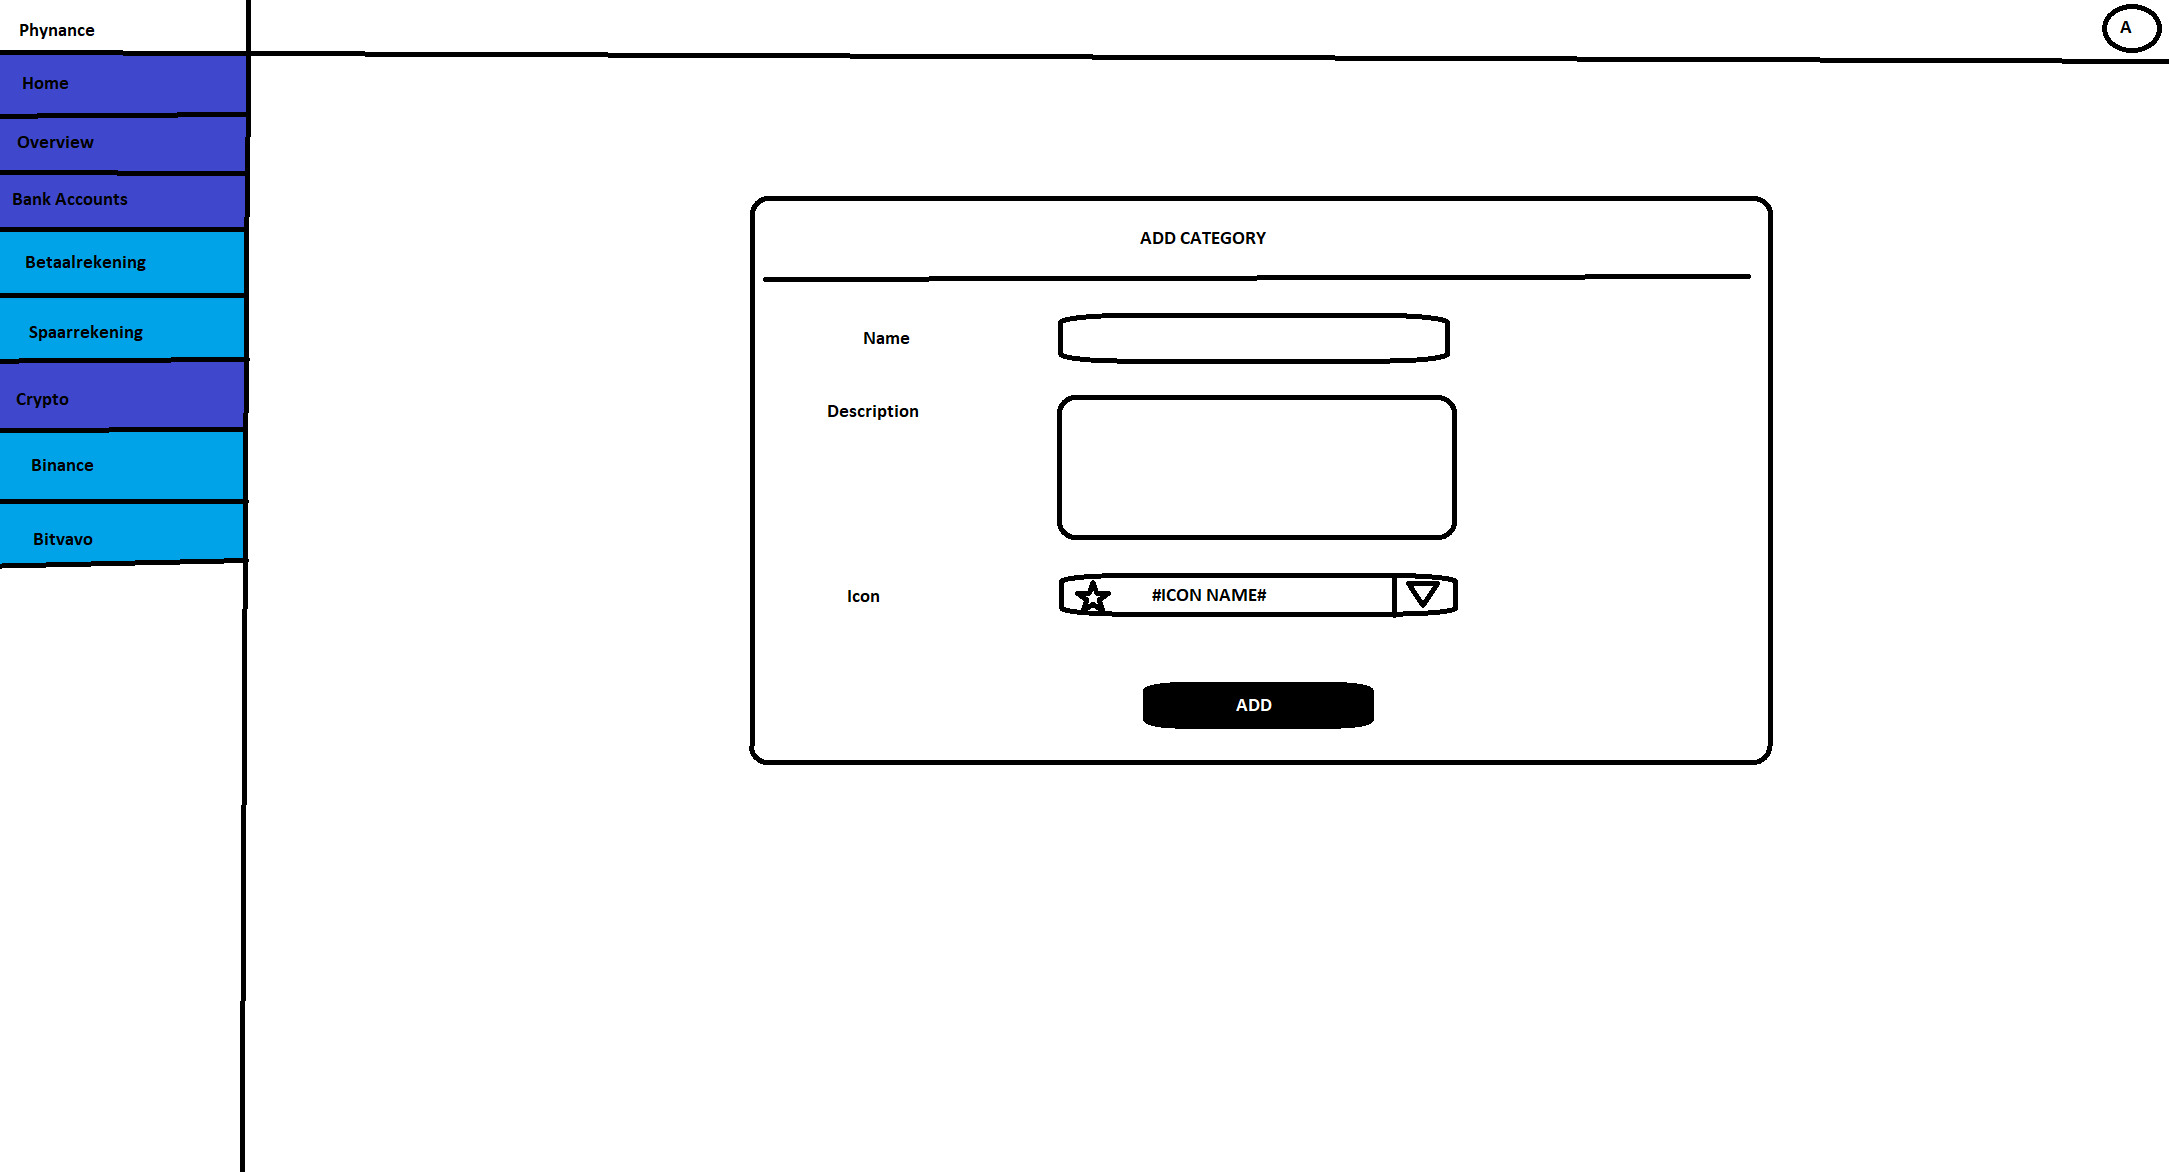 Phynance
A
Home
Overview
Bank Accounts
Betaalrekening
Spaarrekening
Crypto
Binance
Bitvavo
ADD CATEGORY
Name
Description
Icon
#ICON NAME#
ADD